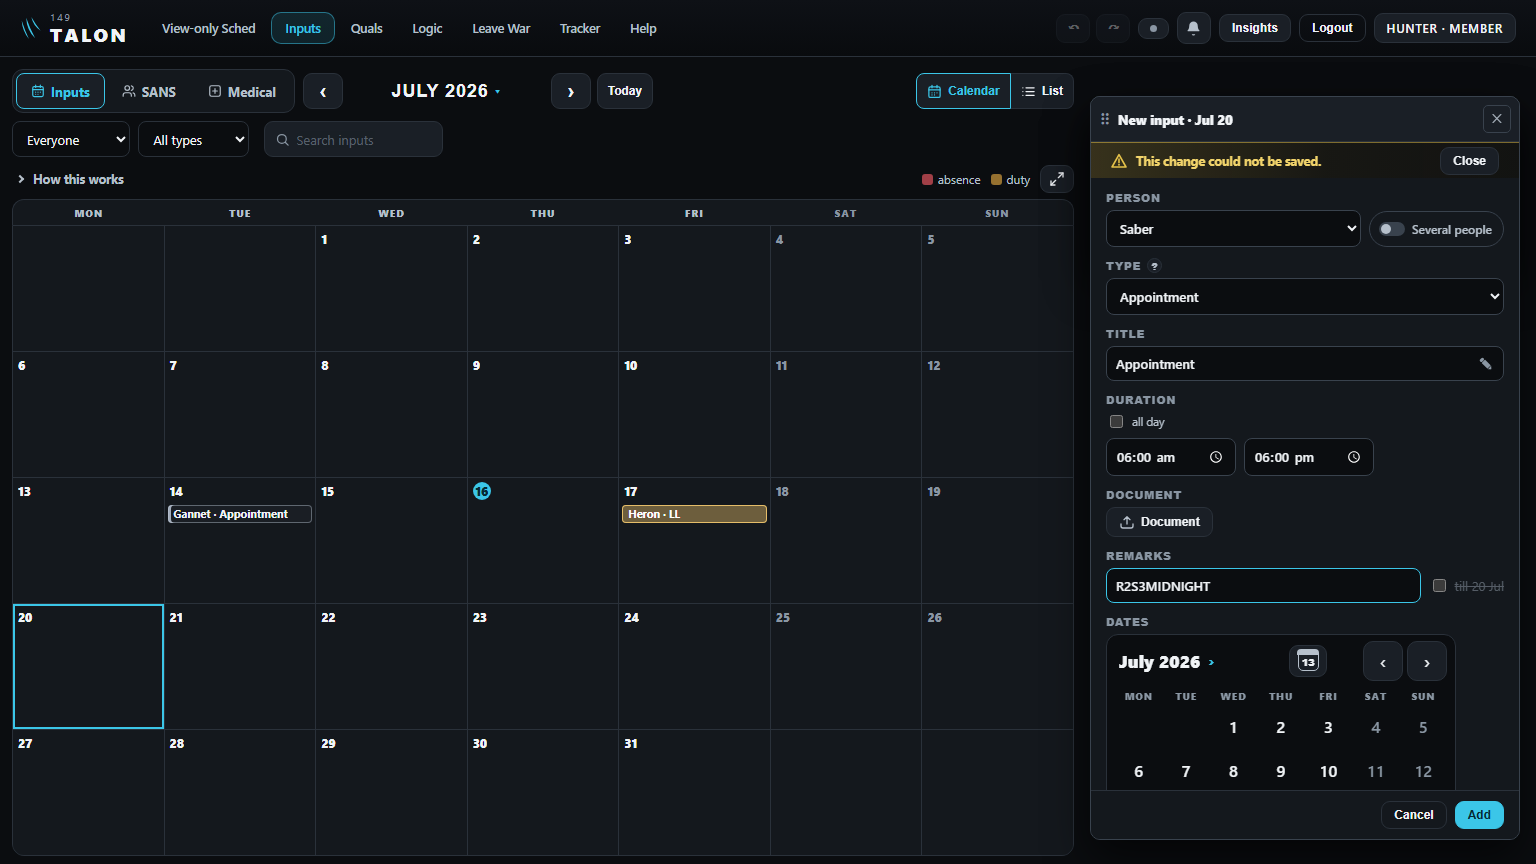 149
TALON
View-only Sched
Inputs
Quals
Logic
Leave War
Tracker
Help
Insights
Logout
HUNTER · MEMBER
Inputs
SANS
Medical
‹
JULY 2026
›
Today
Calendar
List
Everyone
All types
Search inputs
How this works
absence
duty
MON TUE WED THU FRI SAT SUN
1 2 3 4 5
6 7 8 9 10 11 12
13 14 15 16 17 18 19
Gannet · Appointment
Heron · LL
20 21 22 23 24 25 26
27 28 29 30 31
New input · Jul 20
This change could not be saved.
Close
PERSON
Saber
Several people
TYPE ?
Appointment
TITLE
Appointment
DURATION
all day
06:00 am
06:00 pm
DOCUMENT
Document
REMARKS
R2S3MIDNIGHT
till 20 Jul
DATES
July 2026 ›
13
‹ ›
MON TUE WED THU FRI SAT SUN
1 2 3 4 5
6 7 8 9 10 11 12
Cancel
Add